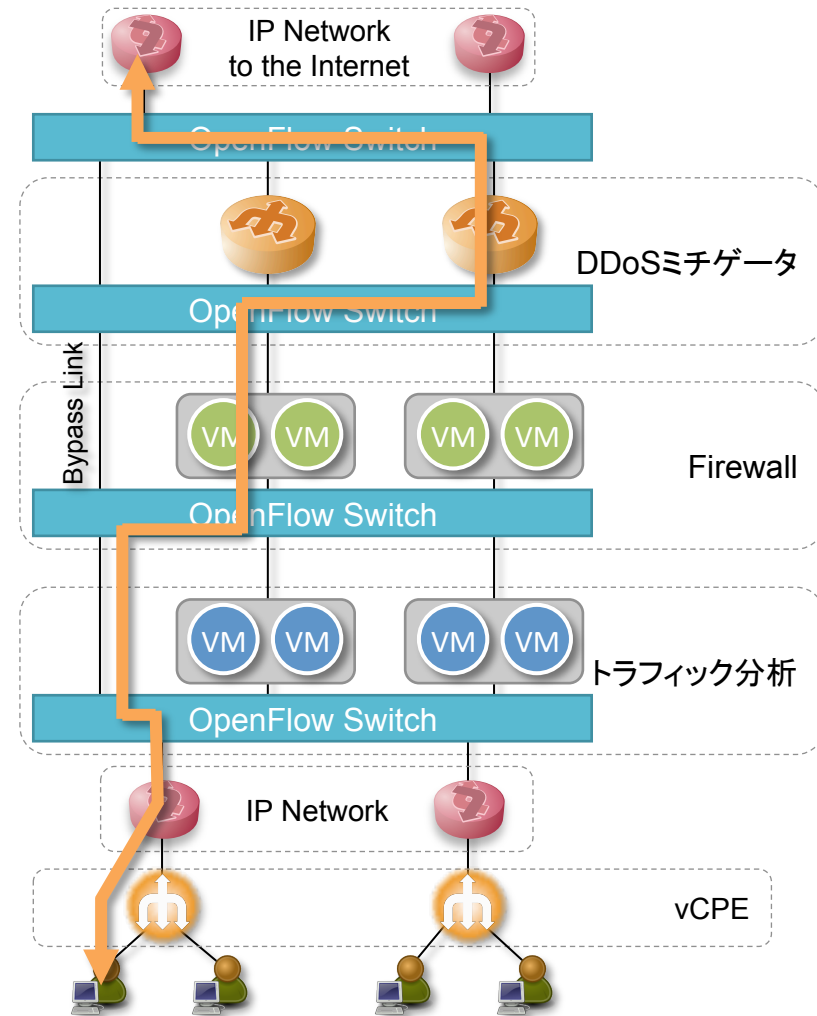 IP Network
to the Internet
OpenFlow Switch
DDoSミチゲータ
OpenFlow Switch
Bypass Link
VM
VM
VM
VM
Firewall
OpenFlow Switch
VM
VM
VM
VM
トラフィック分析
OpenFlow Switch
IP Network
vCPE